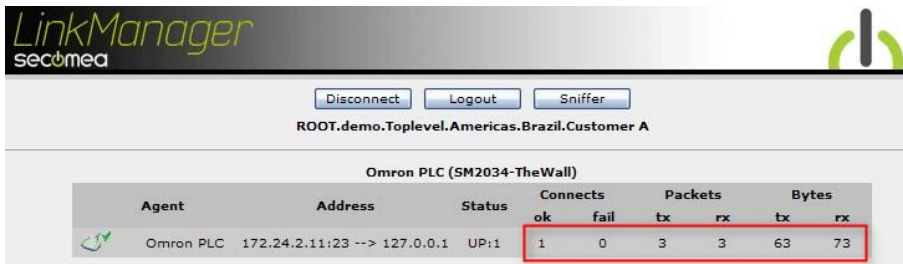 LinkManager
secomea
Disconnect Logout Sniffer
ROOT.demo.Toplevel.Americas.Brazil.Customer A
Omron PLC (SM2034-TheWall)
Agent Address Status Connects Packets Bytes
ok fail tx rx tx rx
Omron PLC 172.24.2.11:23 --> 127.0.0.1 UP:1 1 0 3 3 63 73